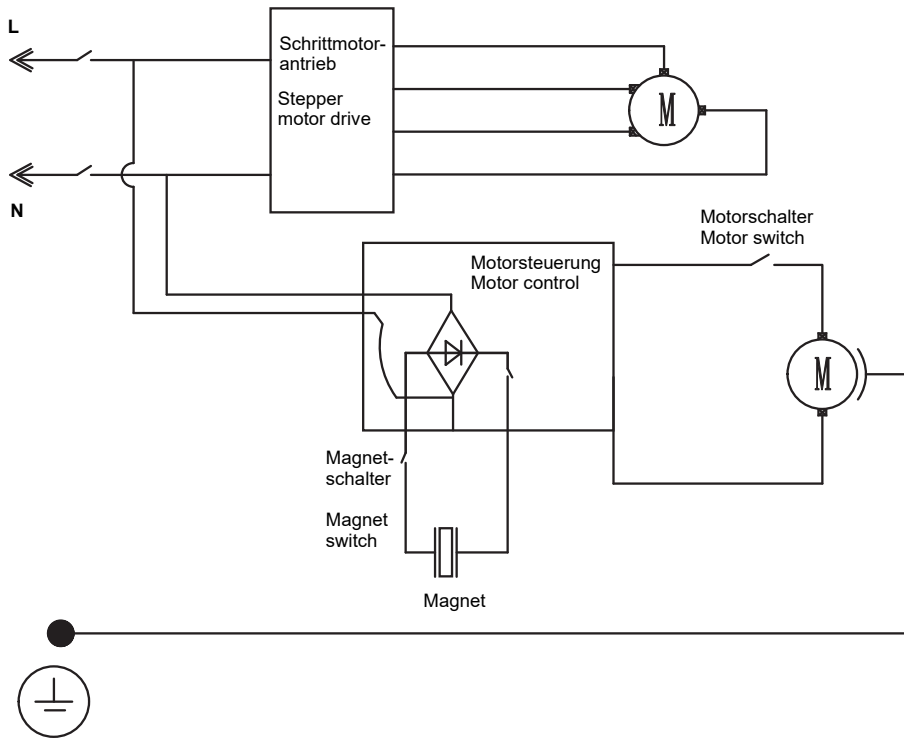 L
Schrittmotor-
antrieb
Stepper
motor drive
M
N
Motorschalter
Motor switch
Motorsteuerung
Motor control
M
Magnet-
schalter
Magnet
switch
Magnet